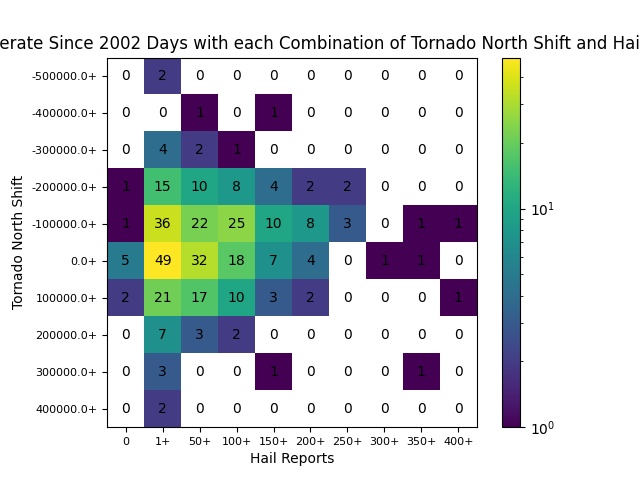 erate Since 2002 Days with each Combination of Tornado North Shift and Hai
-500000.0+ 0 2 0 0 0 0 0 0 0 0
-400000.0+ 0 0 1 0 1 0 0 0 0 0
-300000.0+ 0 4 2 1 0 0 0 0 0 0
-200000.0+ 1 15 10 8 4 2 2 0 0 0
-100000.0+ 1 36 22 25 10 8 3 0 1 1
0.0+ 5 49 32 18 7 4 0 1 1 0
100000.0+ 2 21 17 10 3 2 0 0 0 1
200000.0+ 0 7 3 2 0 0 0 0 0 0
300000.0+ 0 3 0 0 1 0 0 0 1 0
400000.0+ 0 2 0 0 0 0 0 0 0 0
0 1+ 50+ 100+ 150+ 200+ 250+ 300+ 350+ 400+
Hail Reports
Tornado North Shift
10¹
10⁰